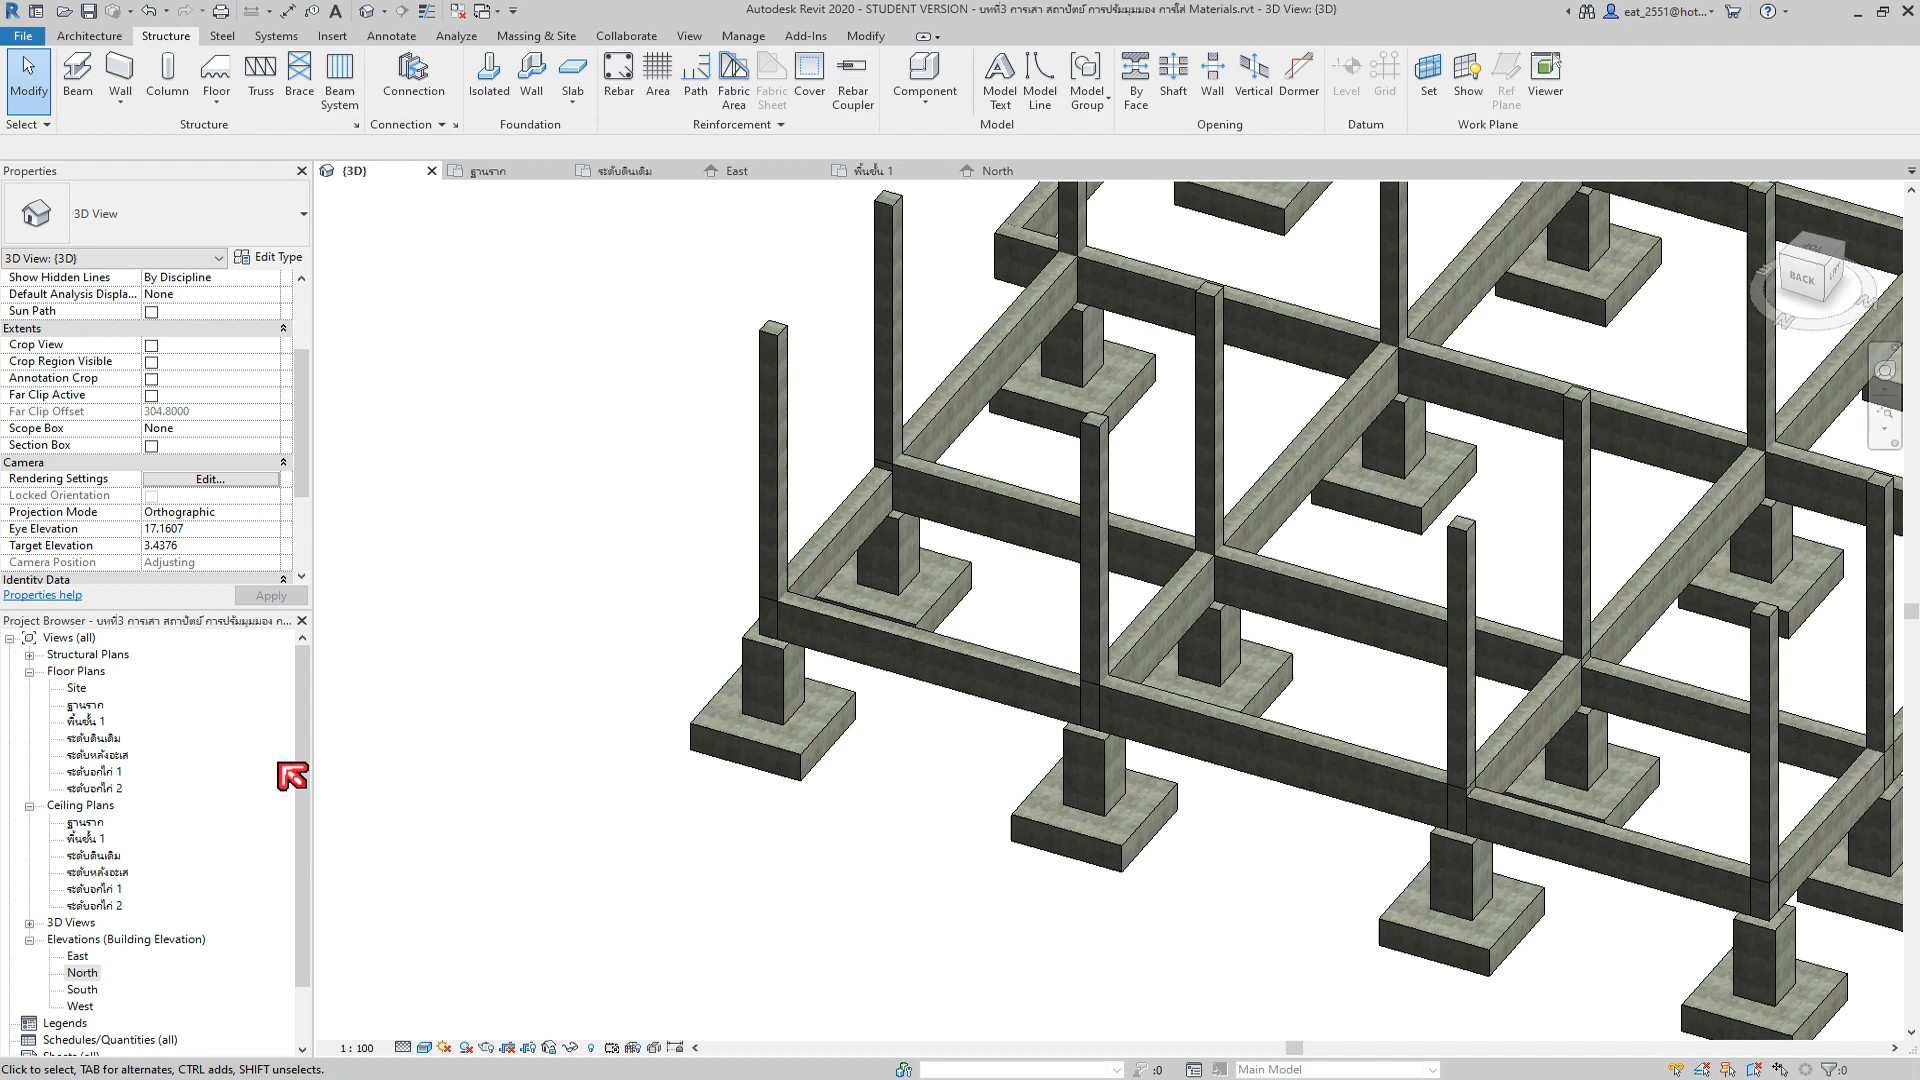 Autodesk Revit 2020 - STUDENT VERSION - บทที่3 การเสา สถาปัตย์ การปรัมมุมมอง การใส่ Materials.rvt - 3D View: {3D}
eat_2551@hot...
File Architecture Structure Steel Systems Insert Annotate Analyze Massing & Site Collaborate View Manage Add-Ins Modify
Modify Beam Wall Column Floor Truss Brace Beam System Connection Isolated Wall Slab Rebar Area Path Fabric Area Fabric Sheet Cover Rebar Coupler Component Model Text Model Line Model Group By Face Shaft Wall Vertical Dormer Level Grid Set Show Ref Plane Viewer
Select Structure Connection Foundation Reinforcement Model Opening Datum Work Plane
Properties
{3D} ฐานราก ระดับดินเดิม East พื้นชั้น 1 North
3D View
3D View: {3D} Edit Type
Show Hidden Lines By Discipline
Default Analysis Displa... None
Sun Path
Extents
Crop View
Crop Region Visible
Annotation Crop
Far Clip Active
Far Clip Offset 304.8000
Scope Box None
Section Box
Camera
Rendering Settings Edit...
Locked Orientation
Projection Mode Orthographic
Eye Elevation 17.1607
Target Elevation 3.4376
Camera Position Adjusting
Identity Data
Properties help Apply
Project Browser - บทที่3 การเสา สถาปัตย์ การปรัมมุมมอง ก...
Views (all)
Structural Plans
Floor Plans
Site
ฐานราก
พื้นชั้น 1
ระดับดินเดิม
ระดับหลังอะเส
ระดับอกไก่ 1
ระดับอกไก่ 2
Ceiling Plans
ฐานราก
พื้นชั้น 1
ระดับดินเดิม
ระดับหลังอะเส
ระดับอกไก่ 1
ระดับอกไก่ 2
3D Views
Elevations (Building Elevation)
East
North
South
West
Legends
Schedules/Quantities (all)
Sheets (all)
BACK
1 : 100
Click to select, TAB for alternates, CTRL adds, SHIFT unselects.
:0
Main Model
:0